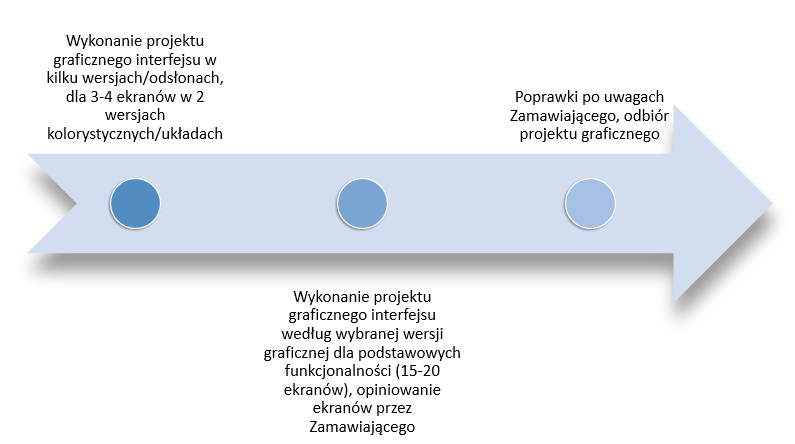 Wykonanie projektu
graficznego interfejsu w
kilku wersjach/odsłonach,
dla 3-4 ekranów w 2
wersjach
kolorystycznych/układach
Wykonanie projektu
graficznego interfejsu
według wybranej wersji
graficznej dla podstawowych
funkcjonalności (15-20
ekranów), opiniowanie
ekranów przez
Zamawiającego
Poprawki po uwagach
Zamawiającego, odbiór
projektu graficznego